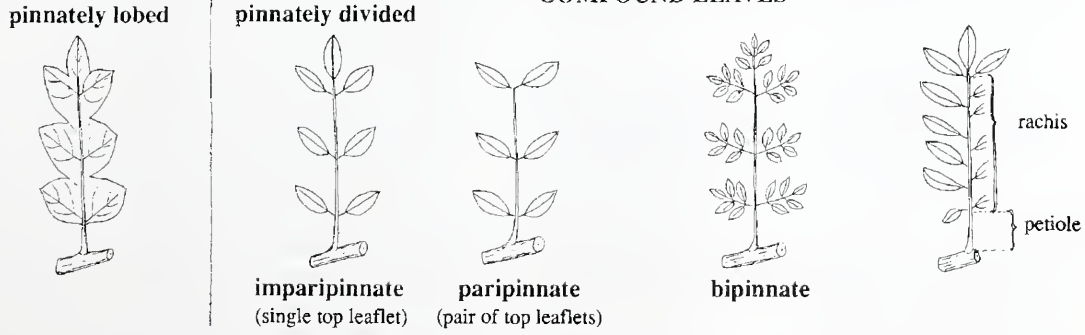 COMPOUND LEAVES
pinnately lobed
pinnately divided
rachis
petiole
imparipinnate
(single top leaflet)
paripinnate
(pair of top leaflets)
bipinnate